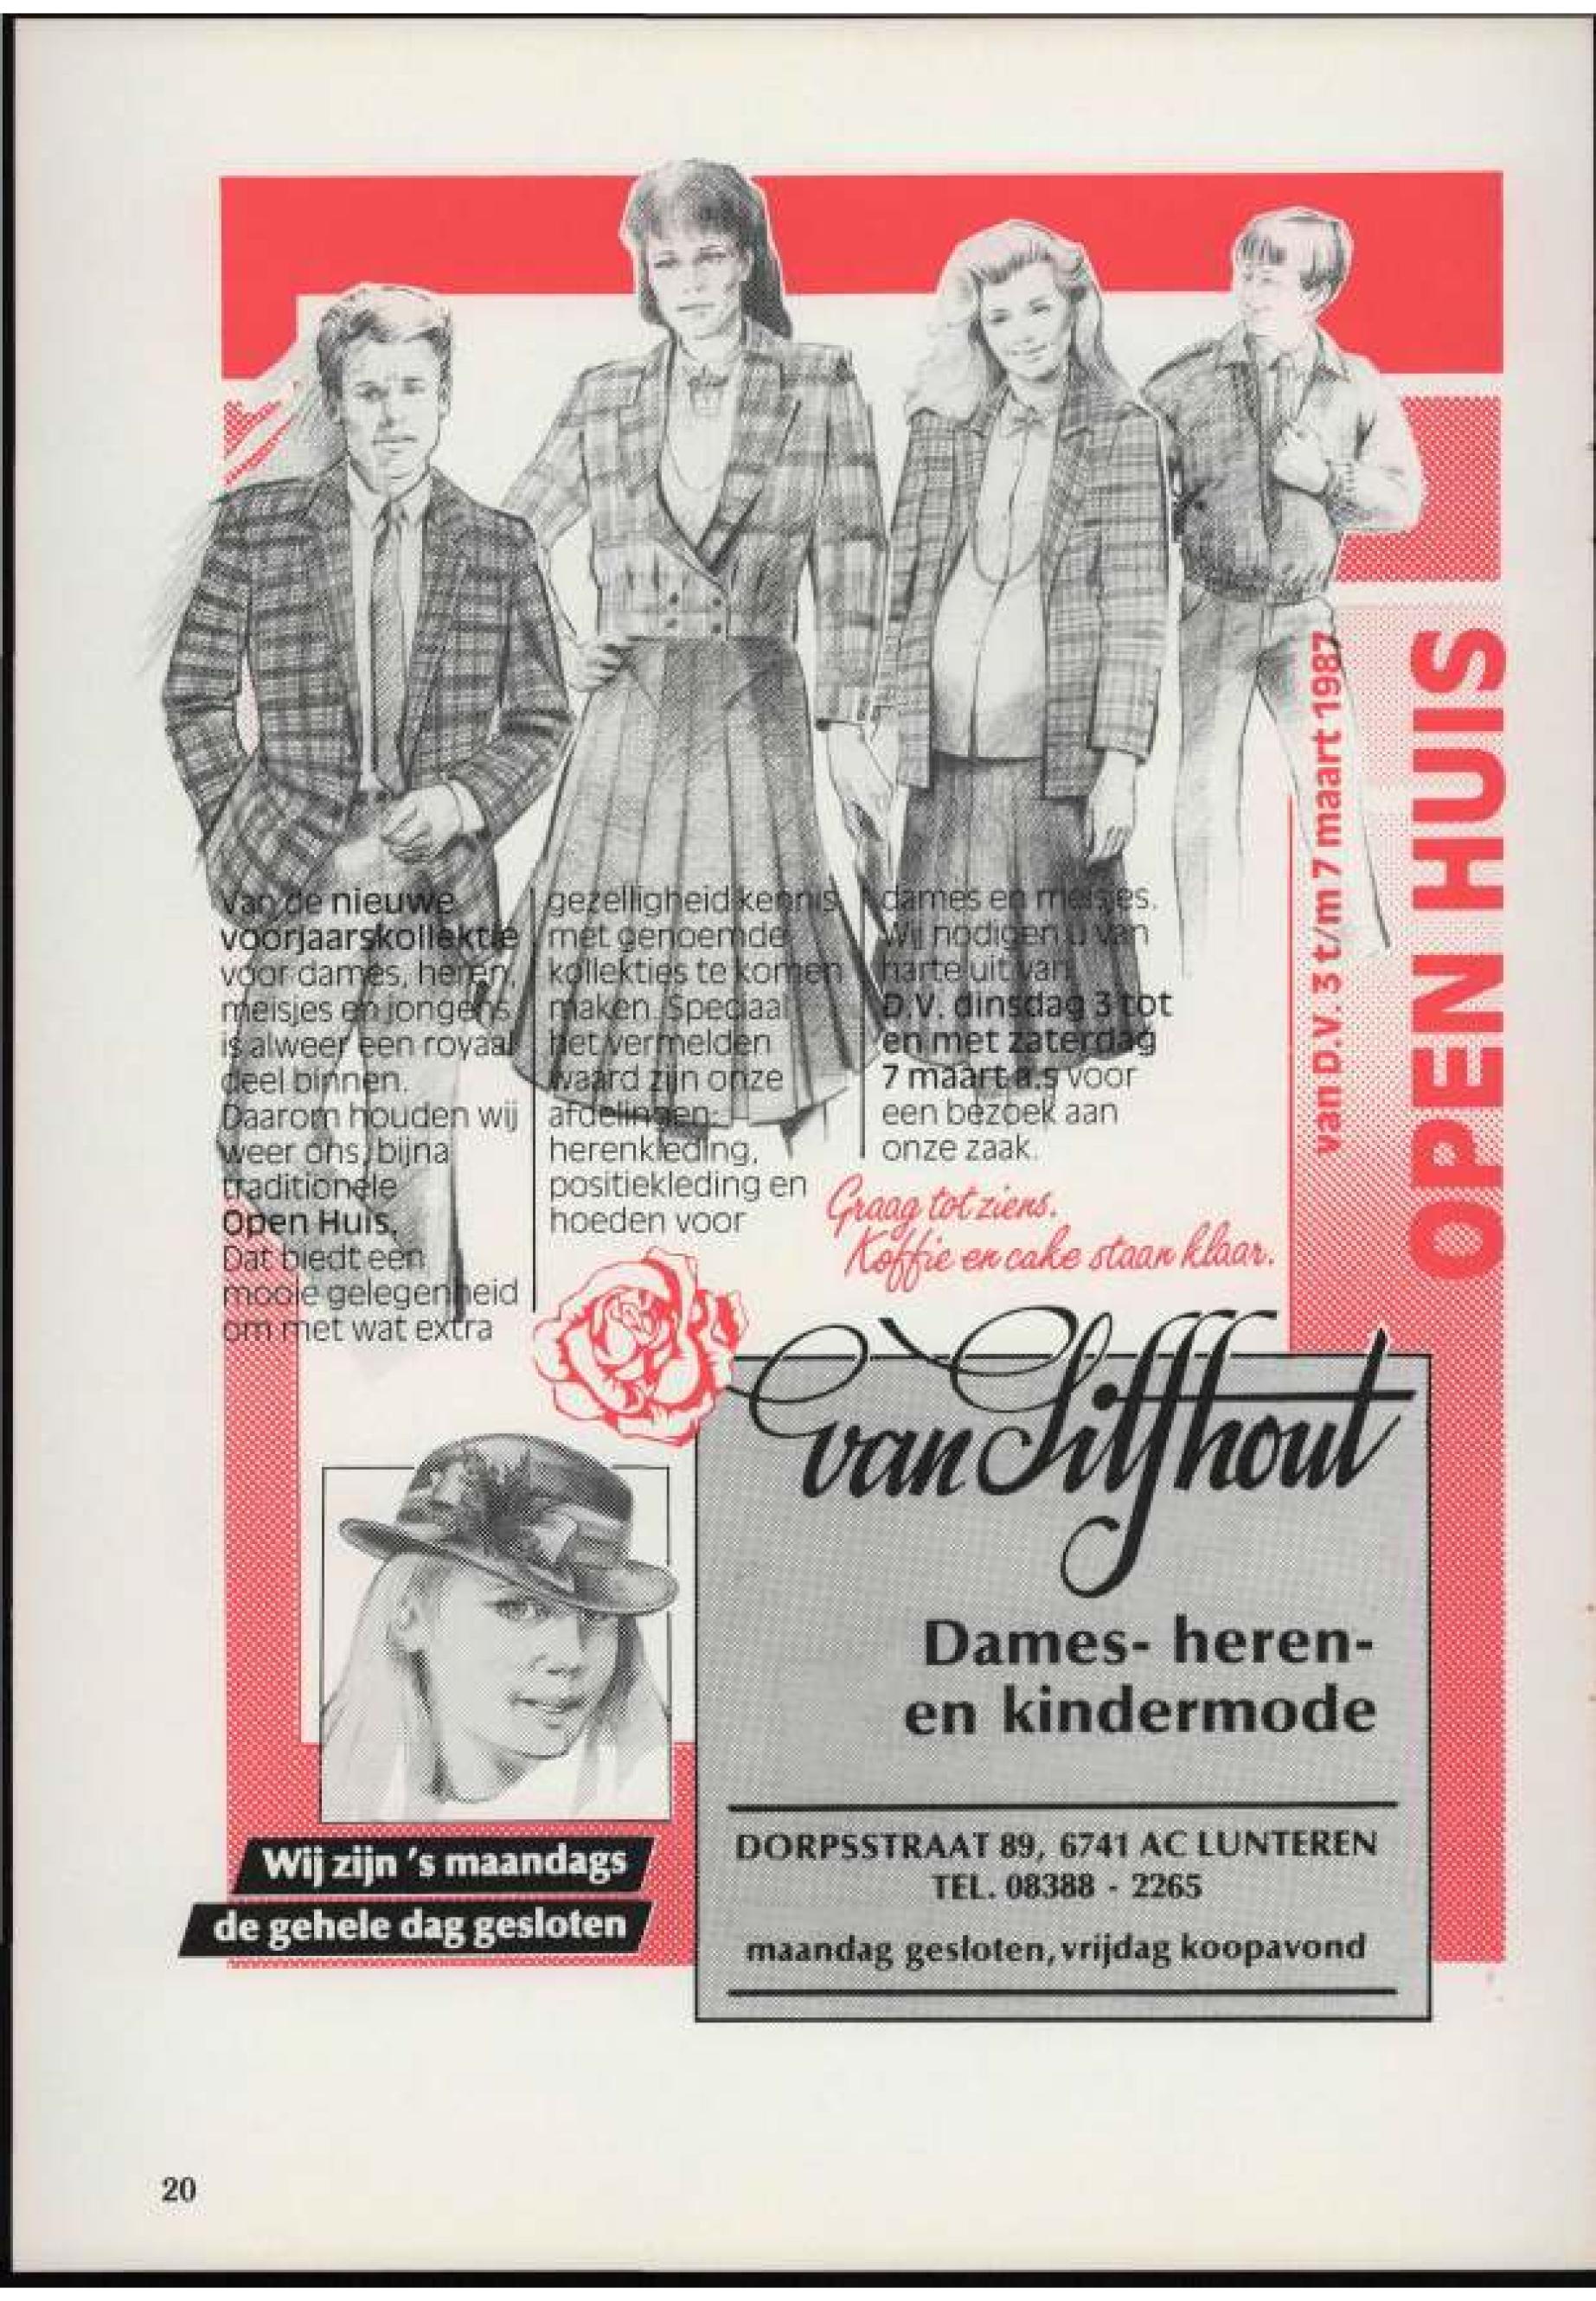 OPEN HUIS
van D.V. 3 t/m 7 maart 1987
Van de nieuwe
voorjaarskollektie
voor dames, heren,
meisjes en jongens
is alweer een royaal
deel binnen.
Daarom houden wij
weer ons, bijna
traditionele
Open Huis.
Dat biedt een
mooie gelegenheid
om met wat extra
gezelligheid kennis
met genoemde
kollekties te komen
maken. Speciaal
het vermelden
waard zijn onze
afdelingen:
herenkleding,
positiekleding en
hoeden voor
dames en meisjes.
Wij nodigen u van
harte uit van
D.V. dinsdag 3 tot
en met zaterdag
7 maart a.s voor
een bezoek aan
onze zaak.
Graag tot ziens.
Koffie en cake staan klaar.
van Silfhout
Dames- heren-
en kindermode
DORPSSTRAAT 89, 6741 AC LUNTEREN
TEL. 08388 - 2265
maandag gesloten, vrijdag koopavond
Wij zijn 's maandags
de gehele dag gesloten
20